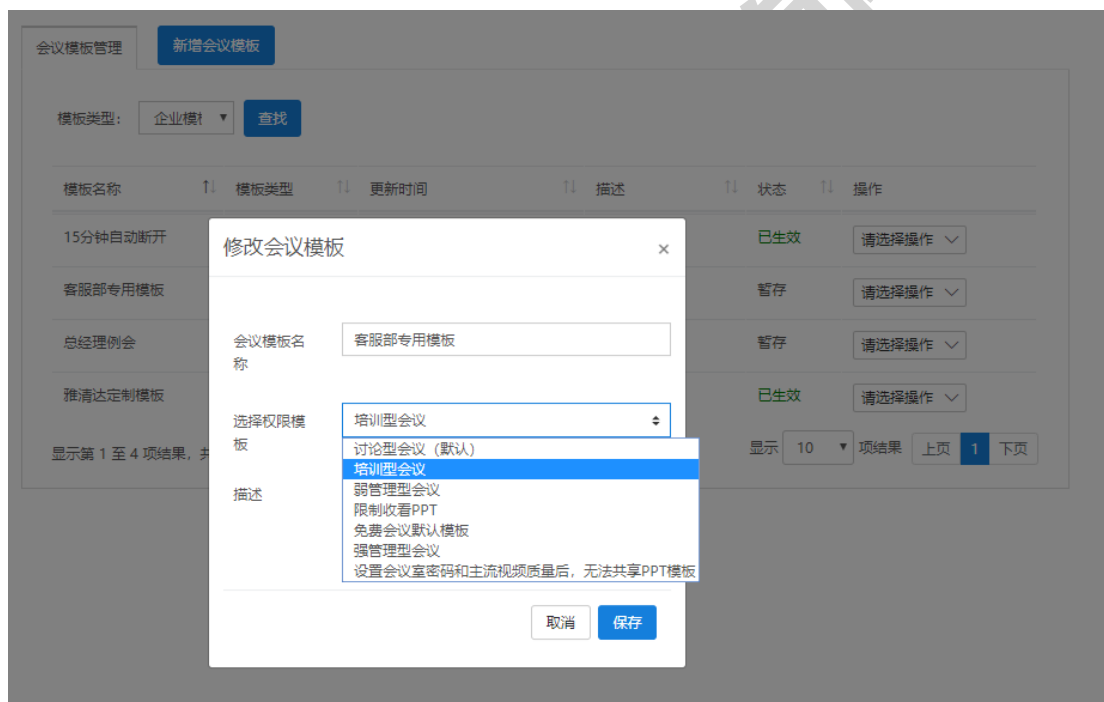 会议模板管理
新增会议模板
模板类型：
企业模
查找
模板名称 模板类型 更新时间 描述 状态 操作
15分钟自动断开 已生效 请选择操作
修改会议模板 ×
客服部专用模板 暂存 请选择操作
会议模板名称
客服部专用模板
总经理例会 暂存 请选择操作
雅清达定制模板 已生效 请选择操作
选择权限模板
培训型会议
讨论型会议（默认）
培训型会议
弱管理型会议
限制收看PPT
免费会议默认模板
强管理型会议
设置会议室密码和主流视频质量后，无法共享PPT模板
显示第 1 至 4 项结果，
显示 10 项结果 上页 1 下页
描述
取消 保存